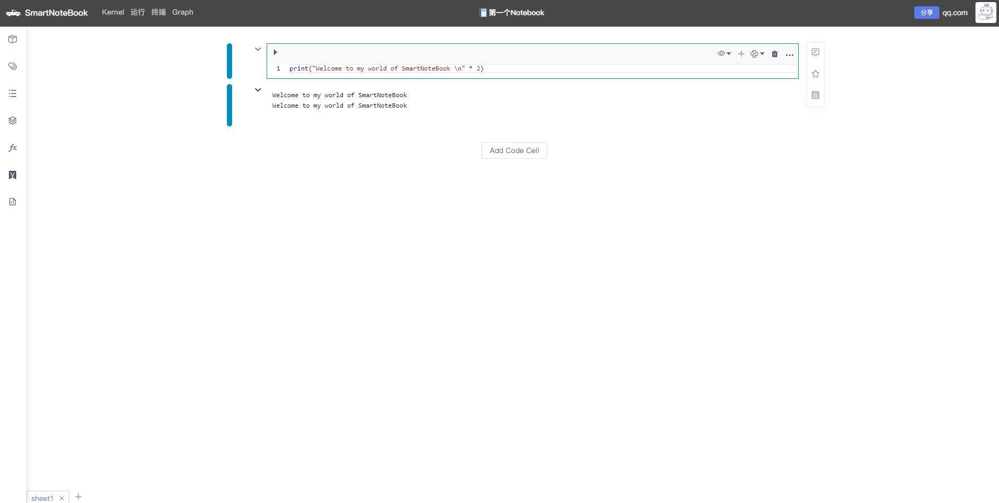 SmartNoteBook Kernel 运行 终端 Graph 第一个Notebook 分享 qq.com
1 print("Welcome to my world of SmartNoteBook \n" * 2)
Welcome to my world of SmartNoteBook
Welcome to my world of SmartNoteBook
Add Code Cell
sheet1